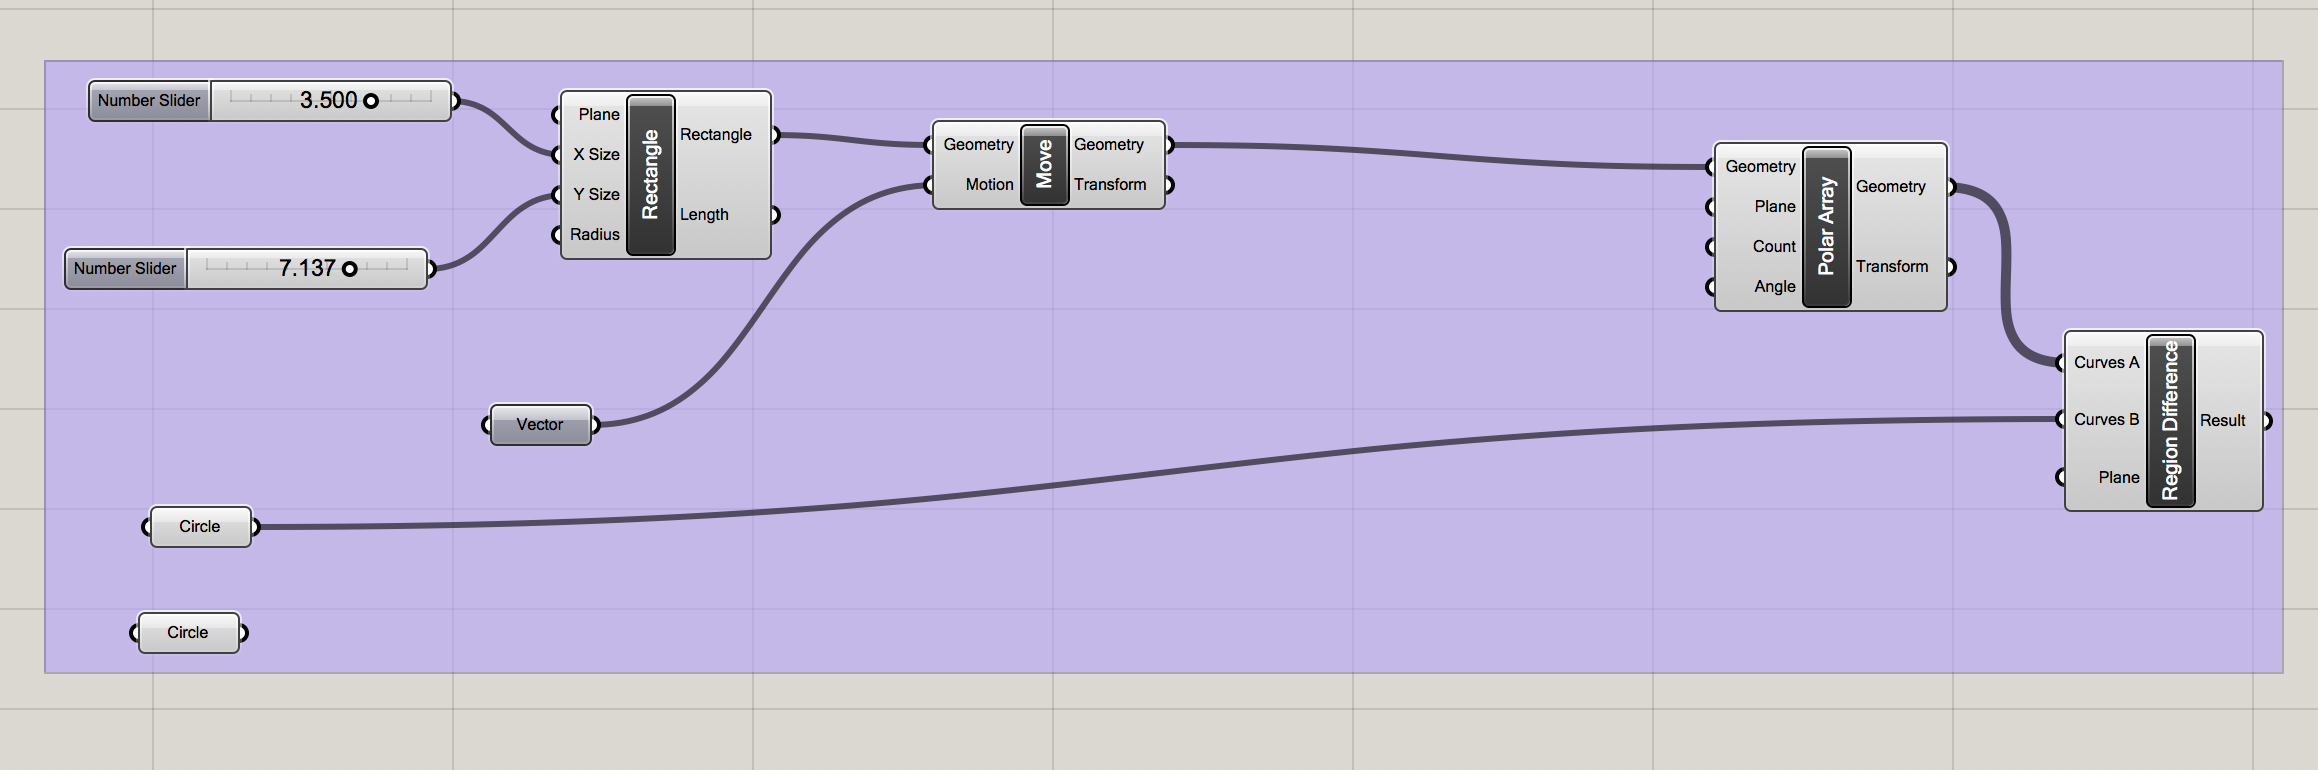 Number Slider
3.500
Number Slider
7.137
Plane
X Size
Y Size
Radius
Rectangle
Rectangle
Length
Vector
Geometry
Motion
Move
Geometry
Transform
Circle
Circle
Geometry
Plane
Count
Angle
Polar Array
Geometry
Transform
Curves A
Curves B
Plane
Region Difference
Result